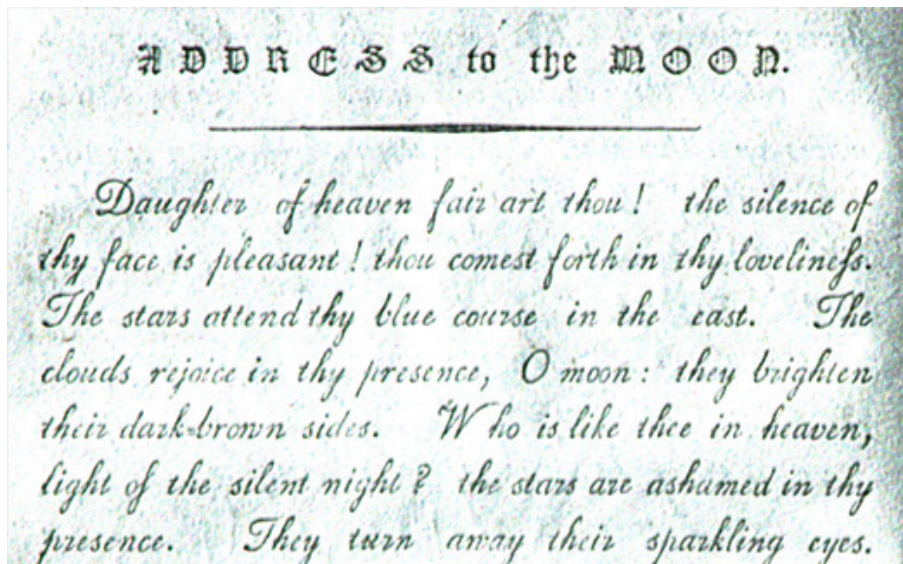 ADDRESS to the MOON.
Daughter of heaven fair art thou! the silence of
thy face is pleasant! thou comest forth in thy lovelineſs.
The stars attend thy blue course in the east. The
clouds rejoice in thy presence, O moon: they brighten
their dark-brown sides. Who is like thee in heaven,
light of the silent night? the stars are ashamed in thy
presence. They turn away their sparkling eyes.